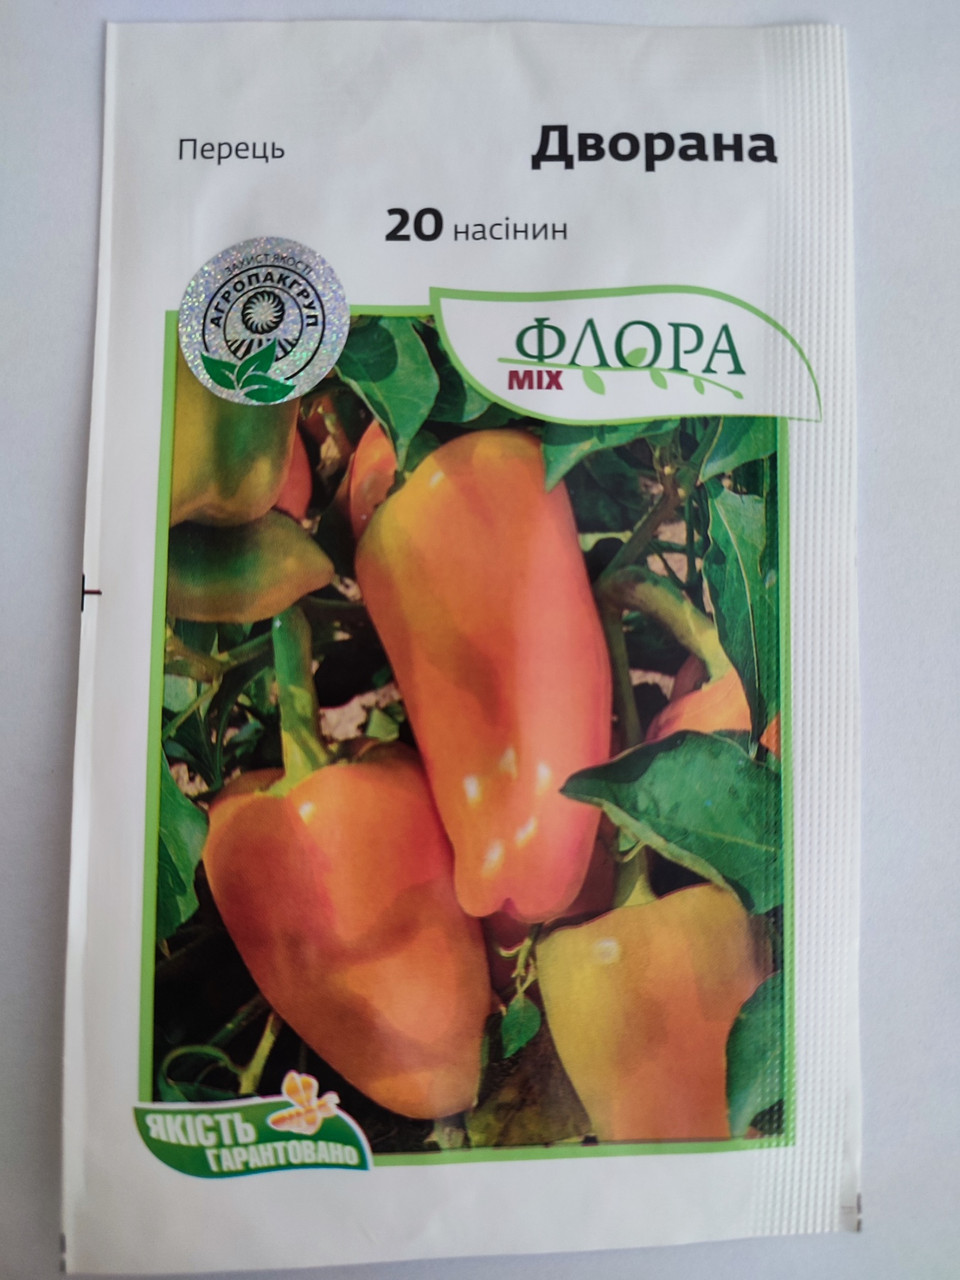 Перець
Дворана
20 насінин
ЗАХИСТ ЯКОСТІ
АГРОПАКГРУП
ФЛОРА
MIX
ЯКІСТЬ
ГАРАНТОВАНО